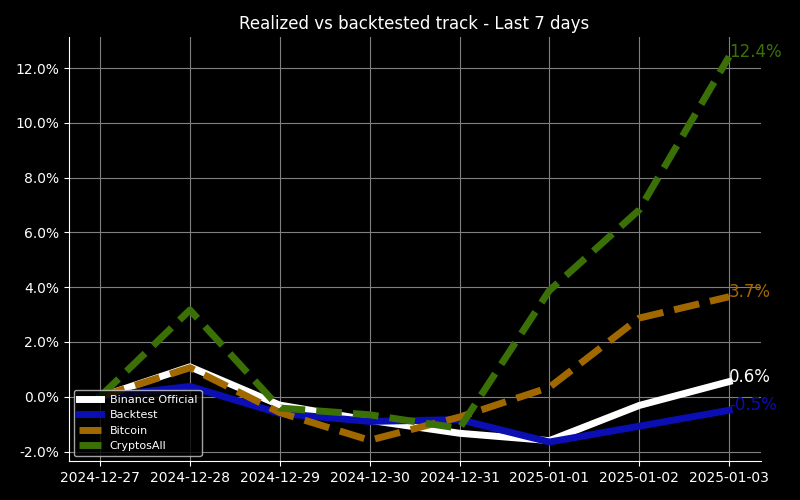 Realized vs backtested track - Last 7 days
12.4%
12.0%
10.0%
8.0%
6.0%
4.0%
3.7%
2.0%
0.6%
0.0%
-0.5%
Binance Official
Backtest
Bitcoin
CryptosAll
-2.0%
2024-12-27 2024-12-28 2024-12-29 2024-12-30 2024-12-31 2025-01-01 2025-01-02 2025-01-03